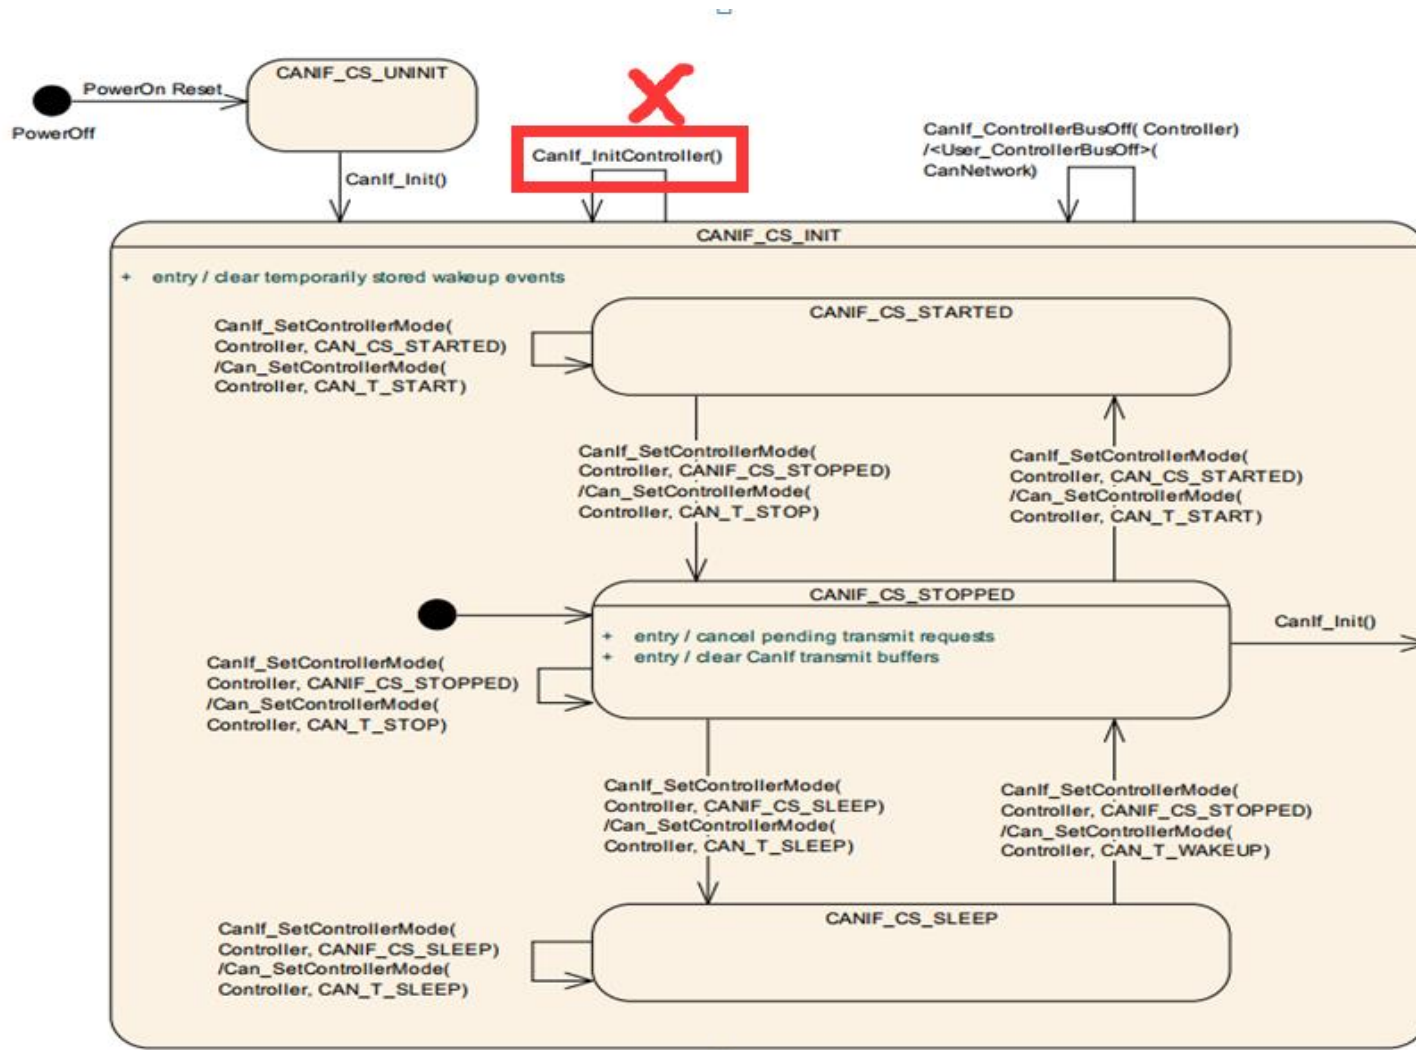 PowerOff
PowerOn Reset
CANIF_CS_UNINIT
CanIf_Init()
CanIf_InitController()
CanIf_ControllerBusOff( Controller)
/<User_ControllerBusOff>(
CanNetwork)
CANIF_CS_INIT
+ entry / clear temporarily stored wakeup events
CANIF_CS_STARTED
CanIf_SetControllerMode(
Controller, CAN_CS_STARTED)
/Can_SetControllerMode(
Controller, CAN_T_START)
CanIf_SetControllerMode(
Controller, CANIF_CS_STOPPED)
/Can_SetControllerMode(
Controller, CAN_T_STOP)
CanIf_SetControllerMode(
Controller, CAN_CS_STARTED)
/Can_SetControllerMode(
Controller, CAN_T_START)
CANIF_CS_STOPPED
+ entry / cancel pending transmit requests
+ entry / clear CanIf transmit buffers
CanIf_Init()
CanIf_SetControllerMode(
Controller, CANIF_CS_STOPPED)
/Can_SetControllerMode(
Controller, CAN_T_STOP)
CanIf_SetControllerMode(
Controller, CANIF_CS_SLEEP)
/Can_SetControllerMode(
Controller, CAN_T_SLEEP)
CanIf_SetControllerMode(
Controller, CANIF_CS_STOPPED)
/Can_SetControllerMode(
Controller, CAN_T_WAKEUP)
CANIF_CS_SLEEP
CanIf_SetControllerMode(
Controller, CANIF_CS_SLEEP)
/Can_SetControllerMode(
Controller, CAN_T_SLEEP)